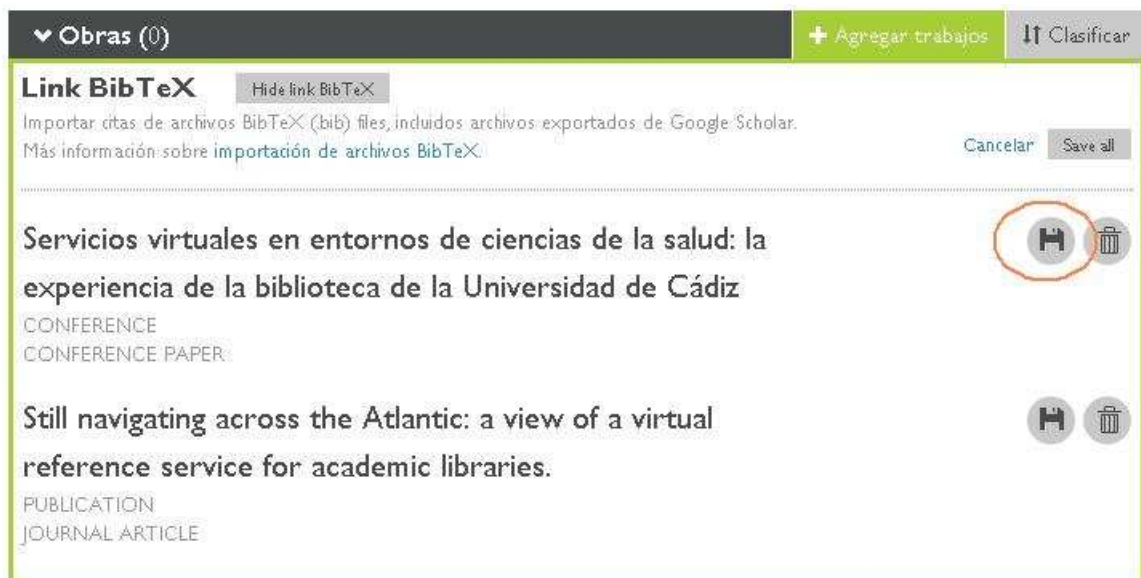 Obras (0)
+ Agregar trabajos
Clasificar
Link BibTeX
Hide link BibTeX
Importar citas de archivos BibTeX (.bib) files, incluidos archivos exportados de Google Scholar.
Más información sobre importación de archivos BibTeX.
Cancelar
Save all
Servicios virtuales en entornos de ciencias de la salud: la
experiencia de la biblioteca de la Universidad de Cádiz
CONFERENCE
CONFERENCE PAPER
Still navigating across the Atlantic: a view of a virtual
reference service for academic libraries.
PUBLICATION
JOURNAL ARTICLE